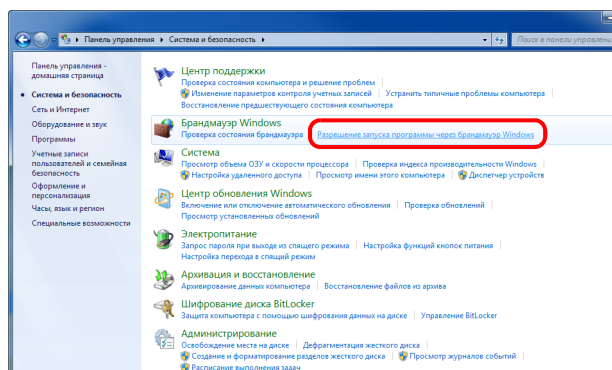 Панель управления ▸ Система и безопасность ▸
Поиск в панели управлени
Панель управления -
домашняя страница
Система и безопасность
Сеть и Интернет
Оборудование и звук
Программы
Учетные записи
пользователей и семейная
безопасность
Оформление и
персонализация
Часы, язык и регион
Специальные возможности
Центр поддержки
Проверка состояния компьютера и решение проблем
Изменение параметров контроля учетных записей | Устранить типичные проблемы компьютера
Восстановление предшествующего состояния компьютера
Брандмауэр Windows
Проверка состояния брандмауэра | Разрешение запуска программы через брандмауэр Windows
Система
Просмотр объема ОЗУ и скорости процессора | Проверка индекса производительности Windows
Настройка удаленного доступа | Просмотр имени этого компьютера | Диспетчер устройств
Центр обновления Windows
Включение или отключение автоматического обновления | Проверка обновлений
Просмотр установленных обновлений
Электропитание
Запрос пароля при выходе из спящего режима | Настройка функций кнопок питания
Настройка перехода в спящий режим
Архивация и восстановление
Архивирование данных компьютера | Восстановление файлов из архива
Шифрование диска BitLocker
Защита компьютера с помощью шифрования данных на диске | Управление BitLocker
Администрирование
Освобождение места на диске | Дефрагментация жесткого диска
Создание и форматирование разделов жесткого диска | Просмотр журналов событий
Расписание выполнения задач